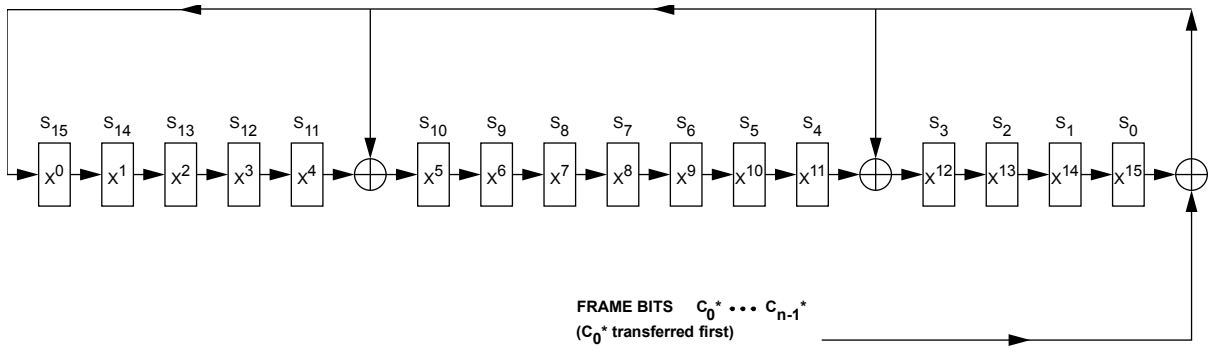 S15 S14 S13 S12 S11 S10 S9 S8 S7 S6 S5 S4 S3 S2 S1 S0
X0 X1 X2 X3 X4 X5 X6 X7 X8 X9 X10 X11 X12 X13 X14 X15
FRAME BITS C0* ••• Cn-1*
(C0* transferred first)